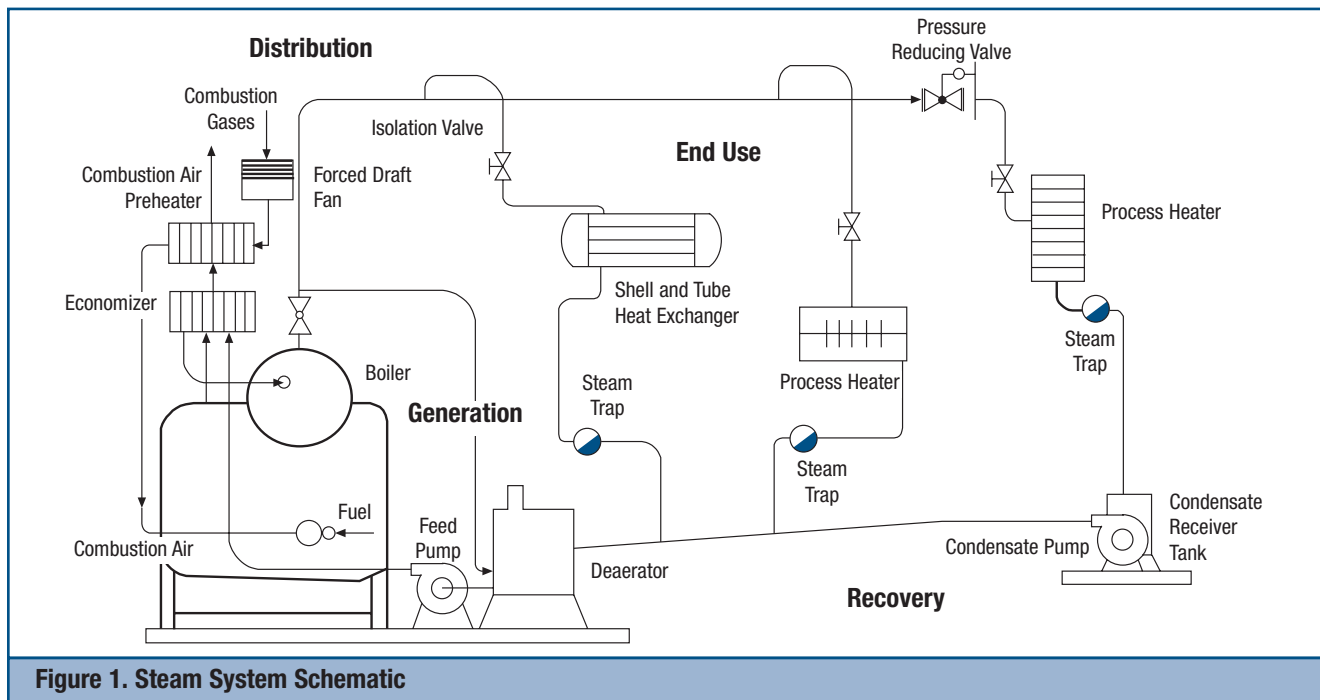 Distribution
Pressure
Reducing Valve
Combustion
Gases
Isolation Valve
End Use
Combustion Air
Preheater
Forced Draft
Fan
Process Heater
Economizer
Shell and Tube
Heat Exchanger
Steam
Trap
Boiler
Process Heater
Steam
Trap
Generation
Steam
Trap
Fuel
Feed
Pump
Condensate
Receiver
Tank
Combustion Air
Condensate Pump
Deaerator
Recovery
Figure 1. Steam System Schematic